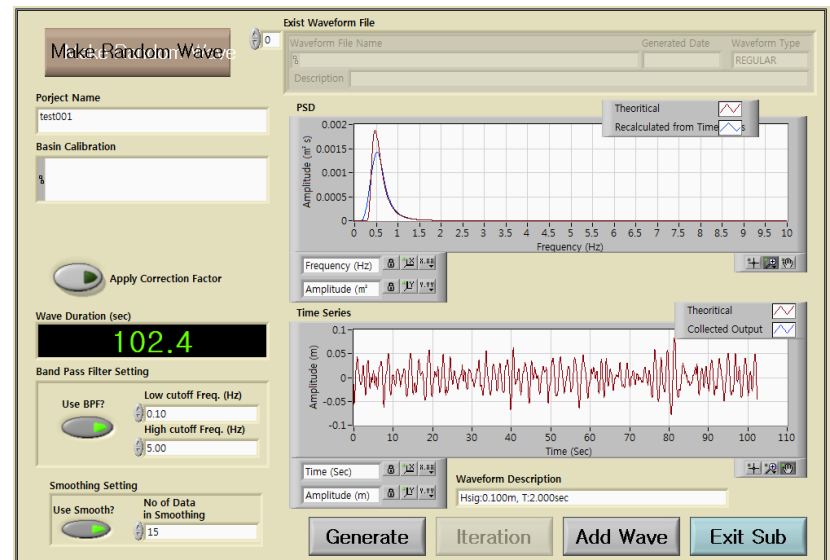 Make Random Wave
0
Exist Waveform File
Waveform File Name
Generated Date
Waveform Type
REGULAR
Description
Porject Name
test001
Basin Calibration
Apply Correction Factor
Wave Duration (sec)
102.4
Band Pass Filter Setting
Use BPF?
Low cutoff Freq. (Hz)
0.10
High cutoff Freq. (Hz)
5.00
Smoothing Setting
Use Smooth?
No of Data
in Smoothing
15
PSD
Theoritical
Recalculated from Time
Amplitude (m² s)
0.002
0.0015
0.001
0.0005
0
0 0.5 1 1.5 2 2.5 3 3.5 4 4.5 5 5.5 6 6.5 7 7.5 8 8.5 9 9.5 10
Frequency (Hz)
Frequency (Hz)
Amplitude (m²
Time Series
Theoritical
Collected Output
Amplitude (m)
0.1
0.05
0
-0.05
-0.1
0 10 20 30 40 50 60 70 80 90 100 110
Time (Sec)
Time (Sec)
Amplitude (m)
Waveform Description
Hsig:0.100m, T:2.000sec
Generate
Iteration
Add Wave
Exit Sub